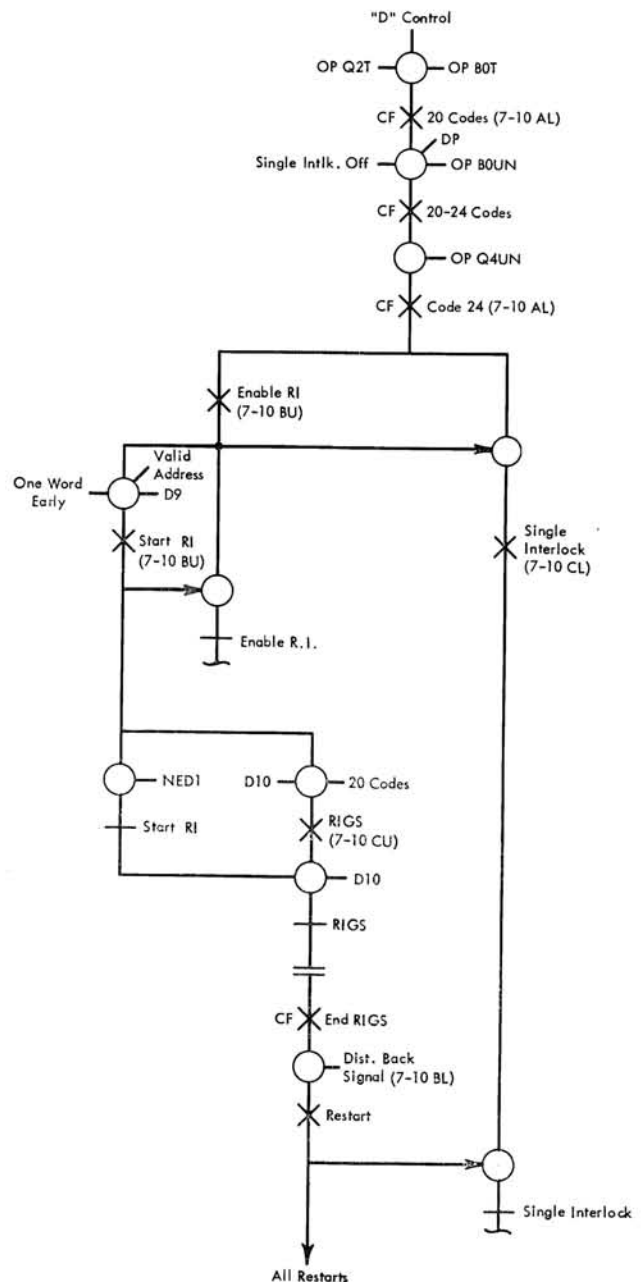 "D" Control
OP Q2T
OP B0T
CF
20 Codes (7-10 AL)
DP
Single Intlk. Off
OP B0UN
CF
20-24 Codes
OP Q4UN
CF
Code 24 (7-10 AL)
Enable RI
(7-10 BU)
Valid
Address
One Word
Early
D9
Start RI
(7-10 BU)
Single
Interlock
(7-10 CL)
Enable R.I.
NED1
D10
20 Codes
Start RI
RIGS
(7-10 CU)
D10
RIGS
CF
End RIGS
Dist. Back
Signal (7-10 BL)
Restart
Single Interlock
All Restarts